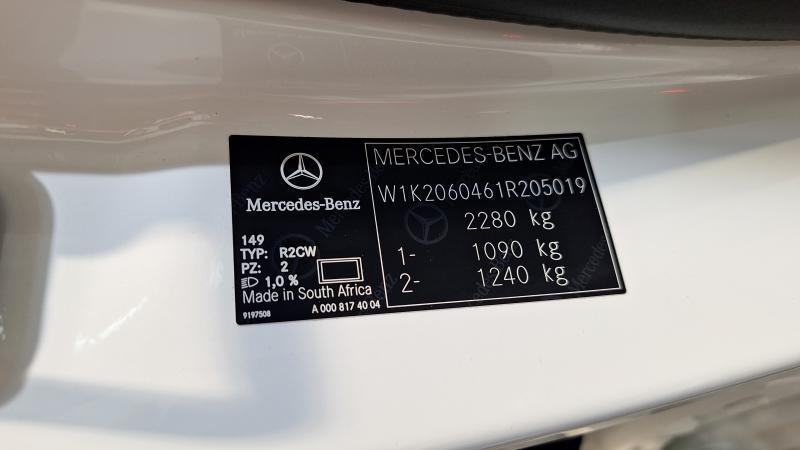 Mercedes-Benz
149
TYP: R2CW
PZ: 2
1,0 %
Made in South Africa
9197508
A 000 817 40 04
MERCEDES-BENZ AG
W1K2060461R205019
2280 kg
1- 1090 kg
2- 1240 kg